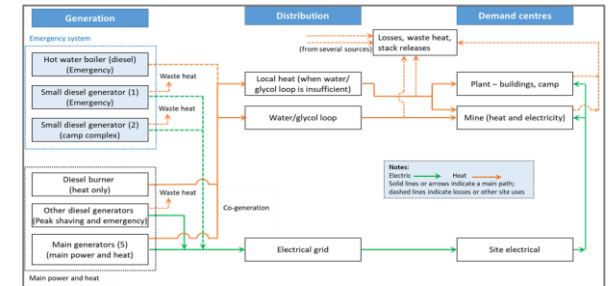 Generation
Distribution
Demand centres
Emergency system
Hot water boiler (diesel)
(Emergency)
Waste heat
Small diesel generator (1)
(Emergency)
Waste heat
Small diesel generator (2)
(camp complex)
Losses, waste heat,
stack releases
(from several sources)
Local heat (when water/
glycol loop is insufficient)
Plant – buildings, camp
Water/glycol loop
Mine (heat and electricity)
Diesel burner
(heat only)
Waste heat
Other diesel generators
(Peak shaving and emergency)
Co-generation
Main generators (5)
(main power and heat)
Electrical grid
Site electrical
Main power and heat
Notes:
Electric
Heat
Solid lines or arrows indicate a main path;
dashed lines indicate losses or other site uses